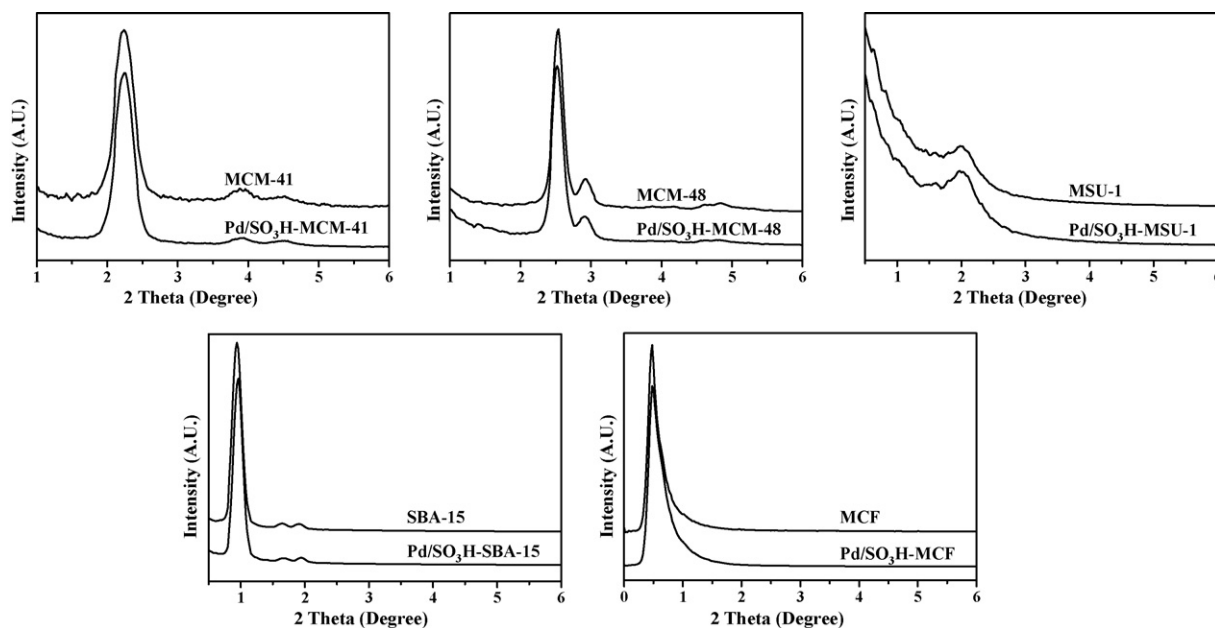 Intensity (A.U.)
MCM-41
Pd/SO₃H-MCM-41
1 2 3 4 5 6
2 Theta (Degree)
Intensity (A.U.)
MCM-48
Pd/SO₃H-MCM-48
1 2 3 4 5 6
2 Theta (Degree)
Intensity (A.U.)
MSU-1
Pd/SO₃H-MSU-1
1 2 3 4 5 6
2 Theta (Degree)
Intensity (A.U.)
SBA-15
Pd/SO₃H-SBA-15
1 2 3 4 5 6
2 Theta (Degree)
Intensity (A.U.)
MCF
Pd/SO₃H-MCF
0 1 2 3 4 5 6
2 Theta (Degree)